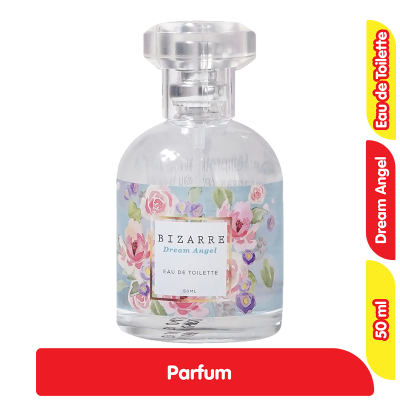 BIZARRE
Dream Angel
EAU DE TOILETTE
50ML
Eau de Toilette
Dream Angel
50 ml
Parfum